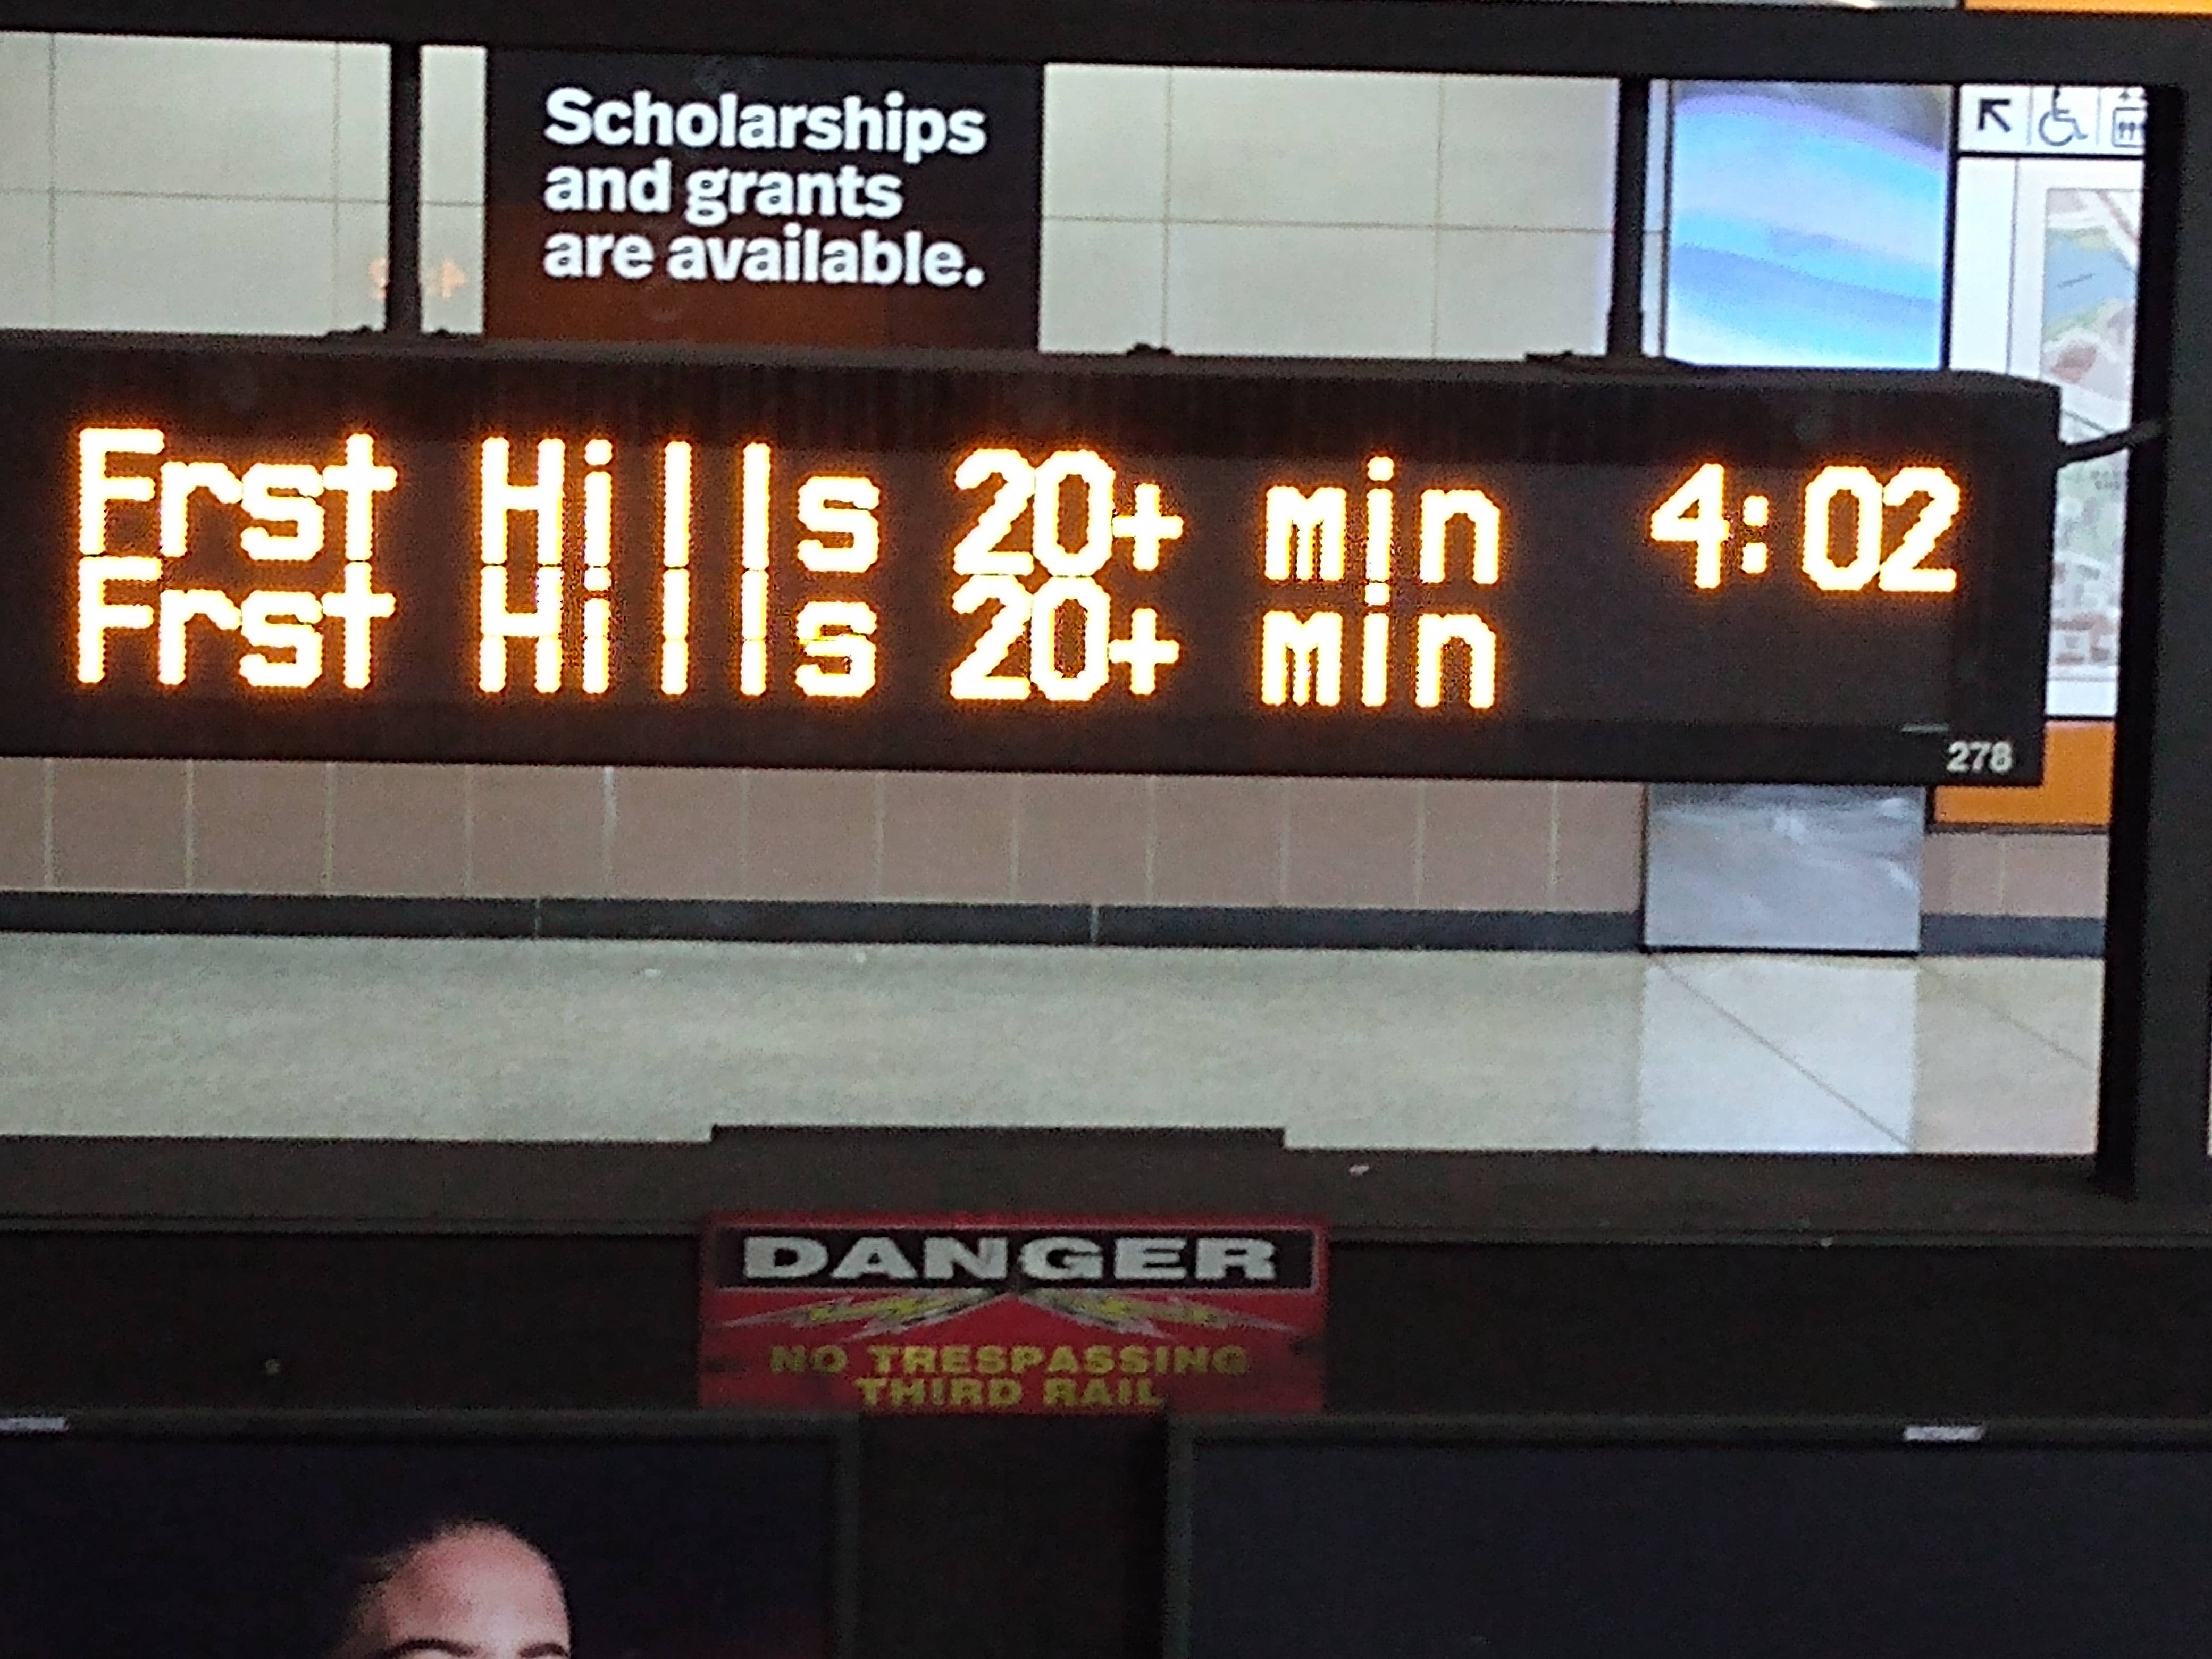 Scholarships
and grants
are available.
Frst Hills 20+ min 4:02
Frst Hills 20+ min
278
DANGER
NO TRESPASSING
THIRD RAIL